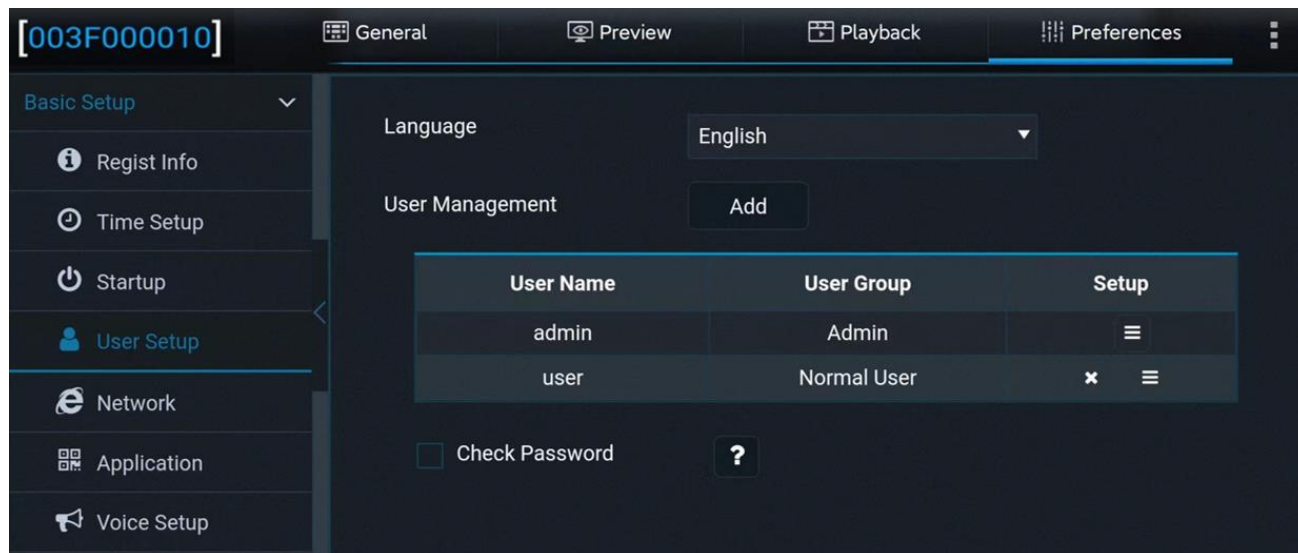 [003F000010]
General
Preview
Playback
Preferences
Basic Setup
Regist Info
Time Setup
Startup
User Setup
Network
Application
Voice Setup
Language
English
User Management
Add
User Name User Group Setup
admin Admin
user Normal User
Check Password ?